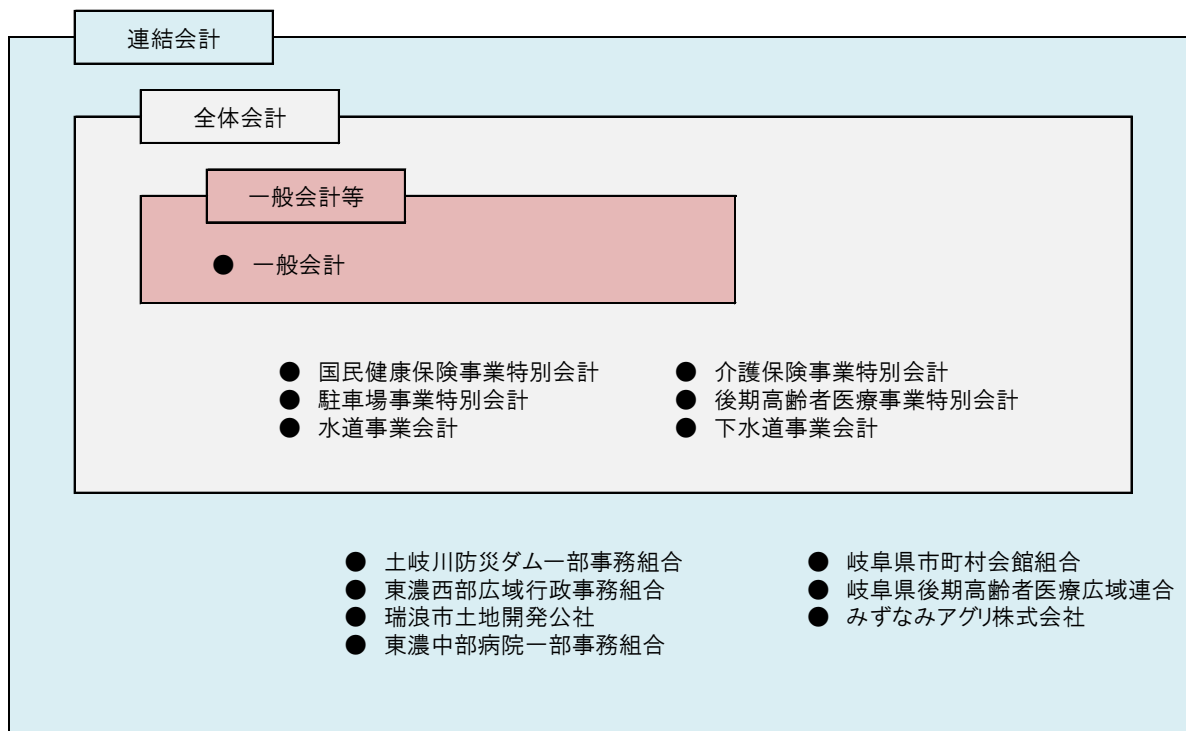 連結会計
全体会計
一般会計等
● 一般会計
● 国民健康保険事業特別会計
● 介護保険事業特別会計
● 駐車場事業特別会計
● 後期高齢者医療事業特別会計
● 水道事業会計
● 下水道事業会計
● 土岐川防災ダム一部事務組合
● 岐阜県市町村会館組合
● 東濃西部広域行政事務組合
● 岐阜県後期高齢者医療広域連合
● 瑞浪市土地開発公社
● みずなみアグリ株式会社
● 東濃中部病院一部事務組合